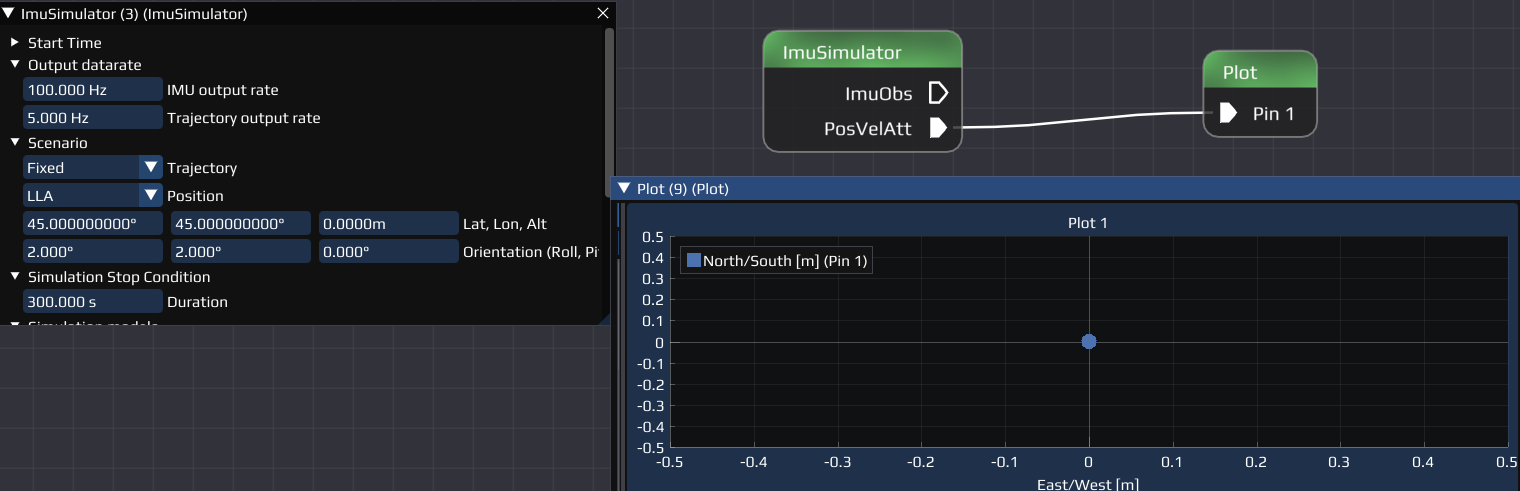 ImuSimulator (3) (ImuSimulator)
Start Time
Output datarate
100.000 Hz IMU output rate
5.000 Hz Trajectory output rate
Scenario
Fixed Trajectory
LLA Position
45.000000000° 45.000000000° 0.0000m Lat, Lon, Alt
2.000° 2.000° 0.000° Orientation (Roll, Pi
Simulation Stop Condition
300.000 s Duration
Simulation models
ImuSimulator
ImuObs
PosVelAtt
Plot
Pin 1
Plot (9) (Plot)
Plot 1
North/South [m] (Pin 1)
0.5
0.4
0.3
0.2
0.1
0
-0.1
-0.2
-0.3
-0.4
-0.5
-0.5 -0.4 -0.3 -0.2 -0.1 0 0.1 0.2 0.3 0.4 0.5
East/West [m]